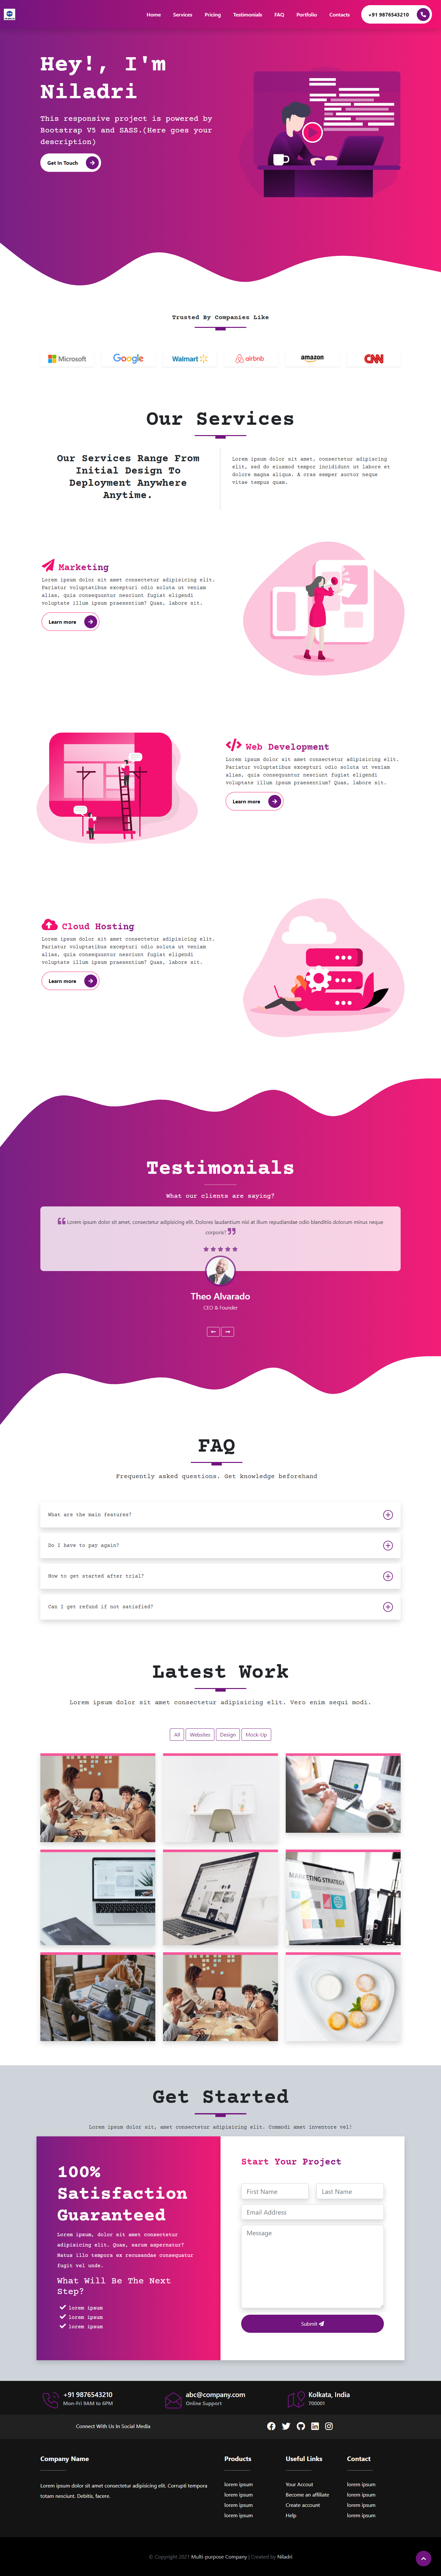 Home Services Pricing Testimonials FAQ Portfolio Contacts +91 9876543210
Hey!, I'm
Niladri
This responsive project is powered by
Bootstrap V5 and SASS.(Here goes your
description)
Get In Touch
Trusted By Companies Like
Microsoft Google Walmart airbnb amazon CNN
Our Services
Our Services Range From
Initial Design To
Deployment Anywhere
Anytime.
Lorem ipsum dolor sit amet, consectetur adipiscing
elit, sed do eiusmod tempor incididunt ut labore et
dolore magna aliqua. A cras semper auctor neque
vitae tempus quam.
Marketing
Lorem ipsum dolor sit amet consectetur adipisicing elit.
Pariatur voluptatibus excepturi odio soluta ut veniam
alias, quia consequuntur nesciunt fugiat eligendi
voluptate illum ipsum praesentium? Quas, labore sit.
Learn more
Web Development
Lorem ipsum dolor sit amet consectetur adipisicing elit.
Pariatur voluptatibus excepturi odio soluta ut veniam
alias, quia consequuntur nesciunt fugiat eligendi
voluptate illum ipsum praesentium? Quas, labore sit.
Learn more
Cloud Hosting
Lorem ipsum dolor sit amet consectetur adipisicing elit.
Pariatur voluptatibus excepturi odio soluta ut veniam
alias, quia consequuntur nesciunt fugiat eligendi
voluptate illum ipsum praesentium? Quas, labore sit.
Learn more
Testimonials
What our clients are saying?
Lorem ipsum dolor sit amet, consectetur adipisicing elit. Dolores laudantium nisi at illum repudiandae odio blanditiis dolorum minus neque
corporis?
Theo Alvarado
CEO & Founder
FAQ
Frequently asked questions. Get knowledge beforehand
What are the main features?
Do I have to pay again?
How to get started after trial?
Can I get refund if not satisfied?
Latest Work
Lorem ipsum dolor sit amet consectetur adipisicing elit. Vero enim sequi modi.
All Websites Design Mock-Up
MARKETING
STRATEGY
Get Started
Lorem ipsum dolor sit, amet consectetur adipisicing elit. Commodi amet inventore vel!
100%
Satisfaction
Guaranteed
Lorem ipsum, dolor sit amet consectetur
adipisicing elit. Quas, earum aspernatur?
Natus illo tempora ex recusandae consequatur
fugit vel unde.
What Will Be The Next
Step?
lorem ipsum
lorem ipsum
lorem ipsum
Start Your Project
First Name Last Name
Email Address
Message
Submit
+91 9876543210
Mon-Fri 9AM to 6PM
abc@company.com
Online Support
Kolkata, India
700001
Connect With Us In Social Media
Company Name
Lorem ipsum dolor sit amet consectetur adipisicing elit. Corrupti tempora
totam nesciunt. Debitis, facere.
Products
lorem ipsum
lorem ipsum
lorem ipsum
lorem ipsum
Useful Links
Your Accout
Become an affiliate
Create account
Help
Contact
lorem ipsum
lorem ipsum
lorem ipsum
lorem ipsum
© Copyright 2021 Multi-purpose Company | Created by Niladri